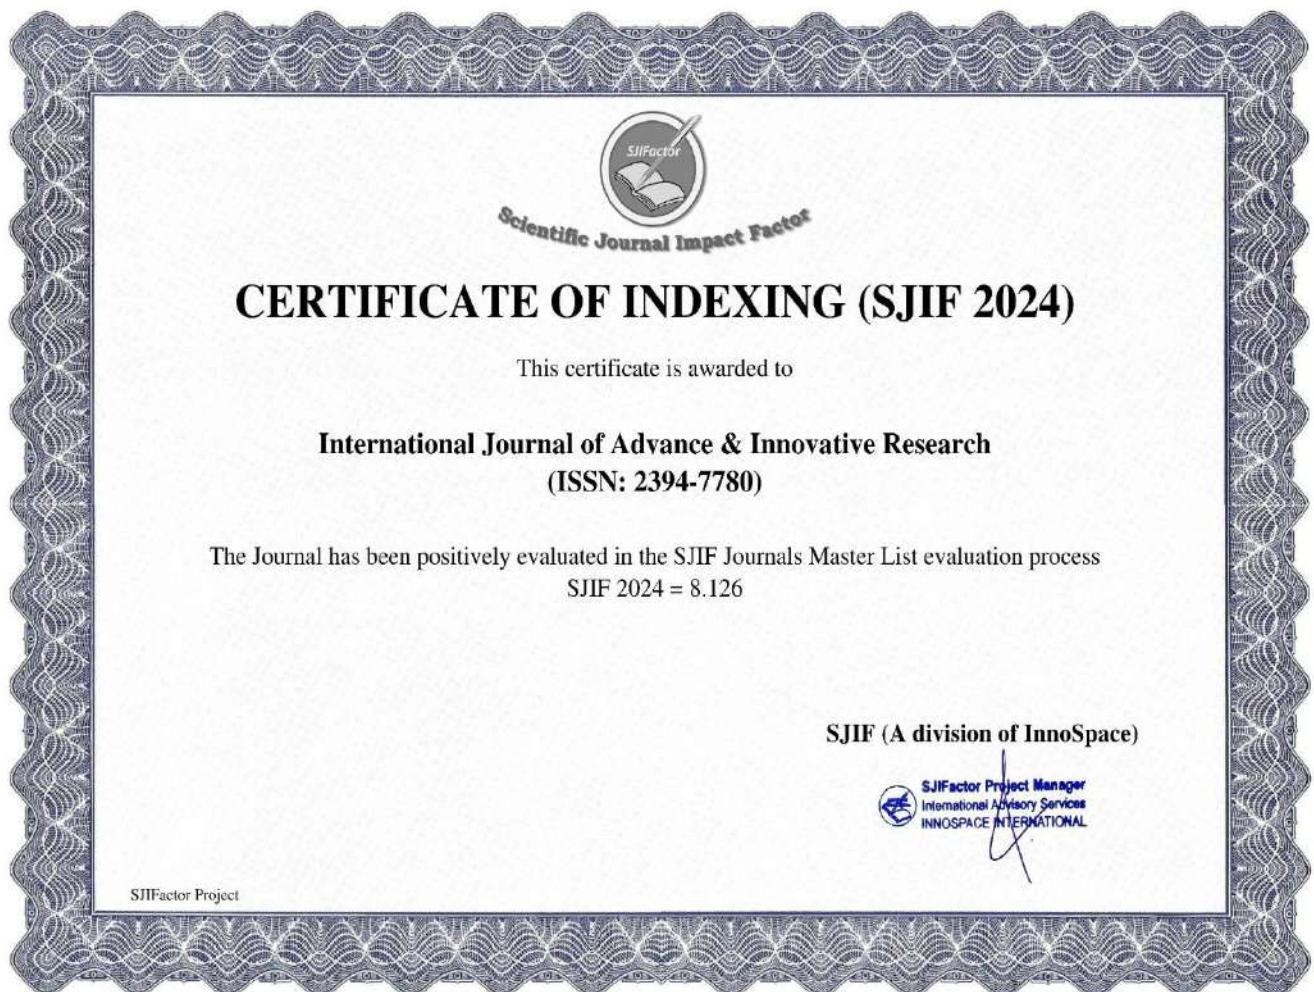 SJIFactor
Scientific Journal Impact Factor
CERTIFICATE OF INDEXING (SJIF 2024)
This certificate is awarded to
International Journal of Advance & Innovative Research
(ISSN: 2394-7780)
The Journal has been positively evaluated in the SJIF Journals Master List evaluation process
SJIF 2024 = 8.126
SJIF (A division of InnoSpace)
SJIFactor Project Manager
International Advisory Services
INNOSPACE INTERNATIONAL
SJIFactor Project